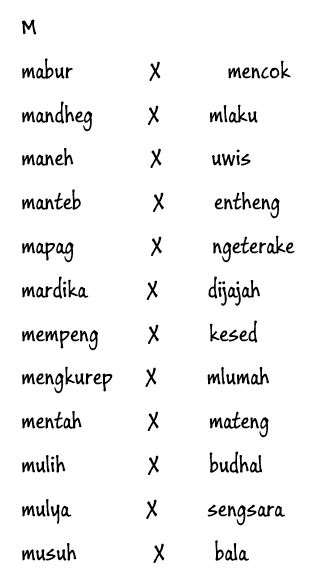 M
mabur X mencok
mandheg X mlaku
maneh X uwis
manteb X entheng
mapag X ngeterake
mardika X dijajah
mempeng X kesed
mengkurep X mlumah
mentah X mateng
mulih X budhal
mulya X sengsara
musuh X bala